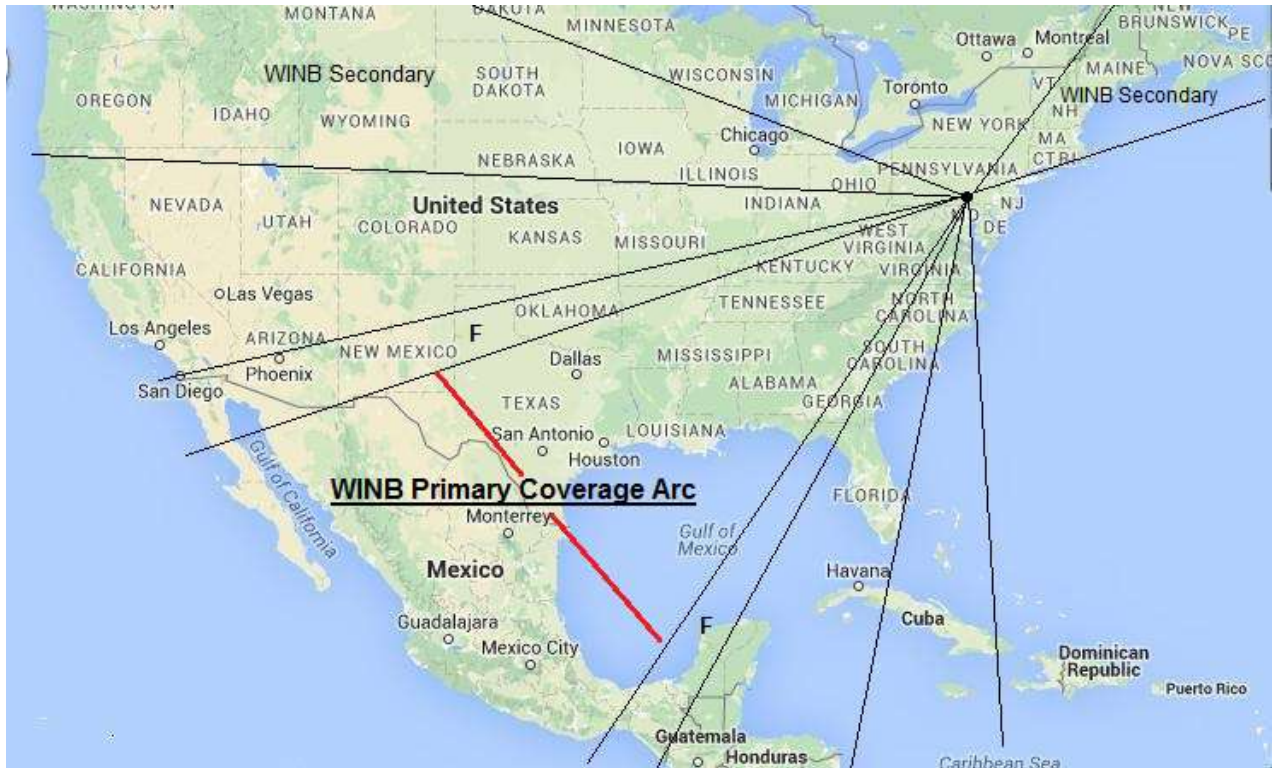 WASHINGTON
MONTANA
DAKOTA
MINNESOTA
NEW
BRUNSWICK
PE
Ottawa
Montreal
MAINE
NOVA SCO
WINB Secondary
SOUTH
DAKOTA
WISCONSIN
MICHIGAN
Toronto
VT
WINB Secondary
OREGON
IDAHO
WYOMING
NH
NEW YORK
MA
Chicago
IOWA
CT RI
NEBRASKA
ILLINOIS
OHIO
PENNSYLVANIA
NEVADA
United States
INDIANA
MD
NJ
UTAH
COLORADO
KANSAS
MISSOURI
WEST
VIRGINIA
DE
CALIFORNIA
KENTUCKY
VIRGINIA
Las Vegas
OKLAHOMA
TENNESSEE
NORTH
CAROLINA
Los Angeles
ARIZONA
F
NEW MEXICO
Dallas
MISSISSIPPI
SOUTH
CAROLINA
San Diego
Phoenix
ALABAMA
GEORGIA
TEXAS
San Antonio
LOUISIANA
Houston
Gulf of California
WINB Primary Coverage Arc
FLORIDA
Monterrey
Gulf of
Mexico
Mexico
Havana
Guadalajara
F
Cuba
Mexico City
Dominican
Republic
Puerto Rico
Guatemala
Honduras
Caribbean Sea